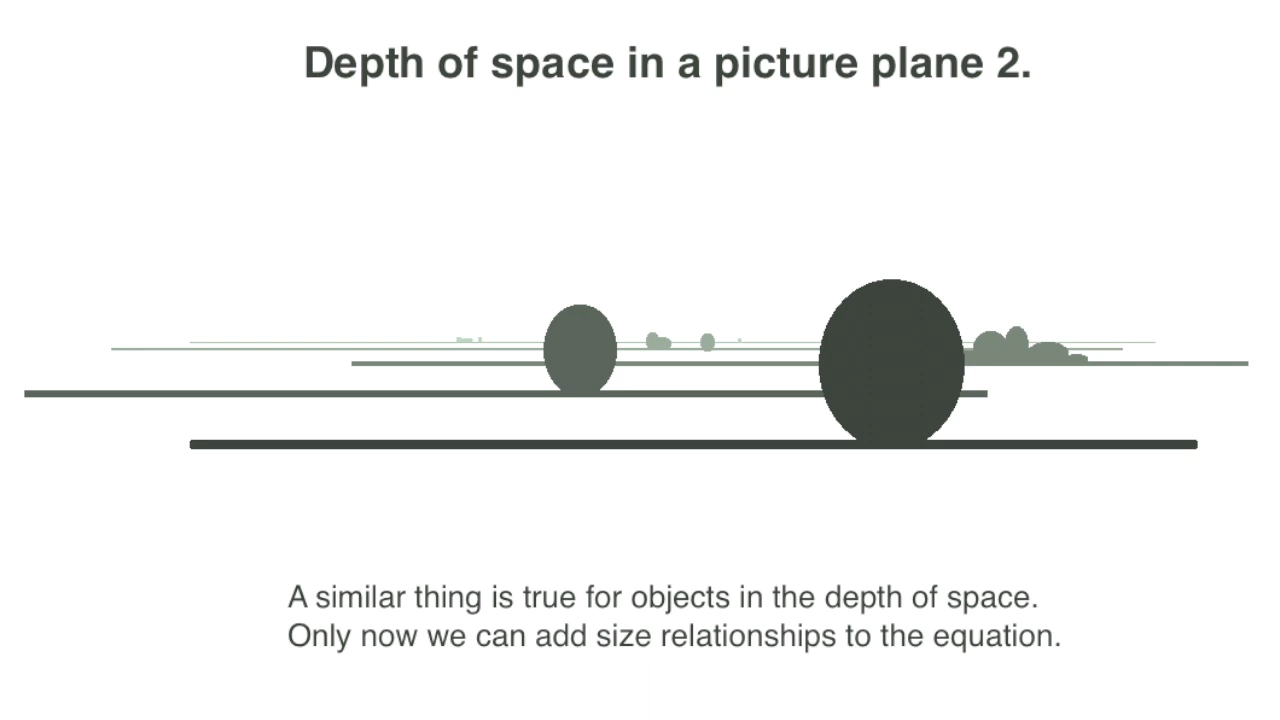 Depth of space in a picture plane 2.
A similar thing is true for objects in the depth of space.
Only now we can add size relationships to the equation.